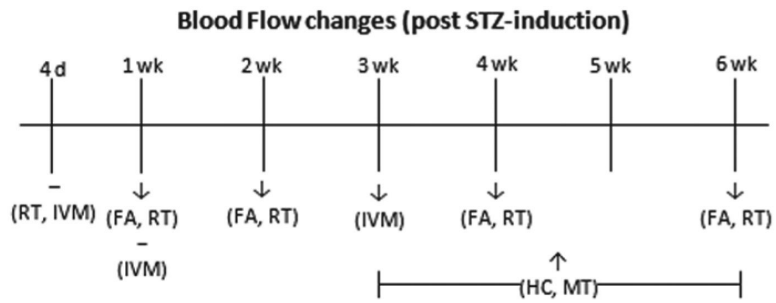 Blood Flow changes (post STZ-induction)
4 d 1 wk 2 wk 3 wk 4 wk 5 wk 6 wk
– ↓ ↓ ↓ ↓ ↓
(RT, IVM) (FA, RT) (FA, RT) (IVM) (FA, RT) (FA, RT)
–
(IVM)
↑
(HC, MT)